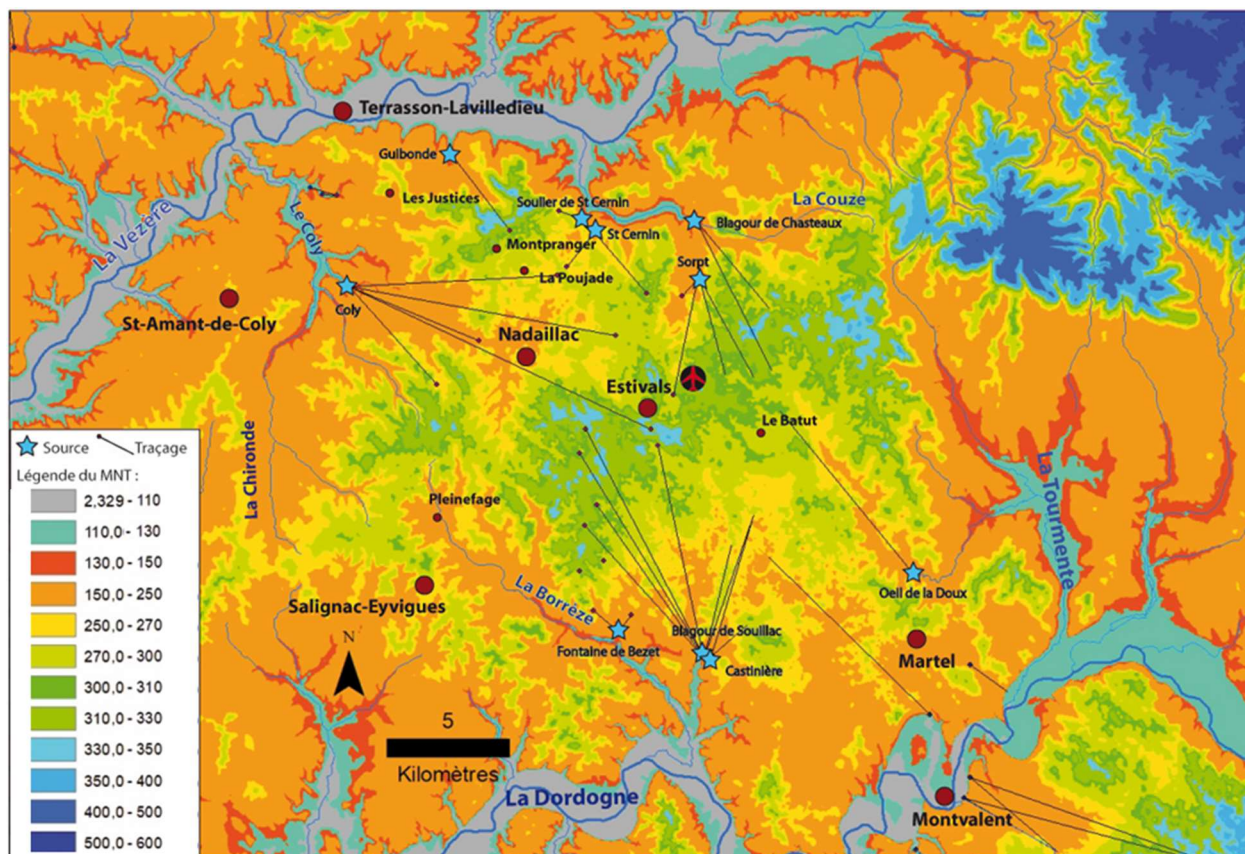 Terrasson-Lavilledieu
Guibonde
Les Justices
Soulier de St Cernin
St Cernin
La Couze
Blagour de Chasteaux
La Vezère
Le Coly
Montpranger
La Poujade
Sorpt
Coly
St-Amant-de-Coly
Nadaillac
Estivals
Le Batut
La Chironde
Pleinefage
La Tourmente
Salignac-Eyvigues
La Borrèze
Fontaine de Bezet
Blagour de Souillac
Castinière
Oeil de la Doux
Martel
N
5
Kilomètres
La Dordogne
Montvalent
Source Traçage
Légende du MNT :
2,329 - 110
110,0 - 130
130,0 - 150
150,0 - 250
250,0 - 270
270,0 - 300
300,0 - 310
310,0 - 330
330,0 - 350
350,0 - 400
400,0 - 500
500,0 - 600